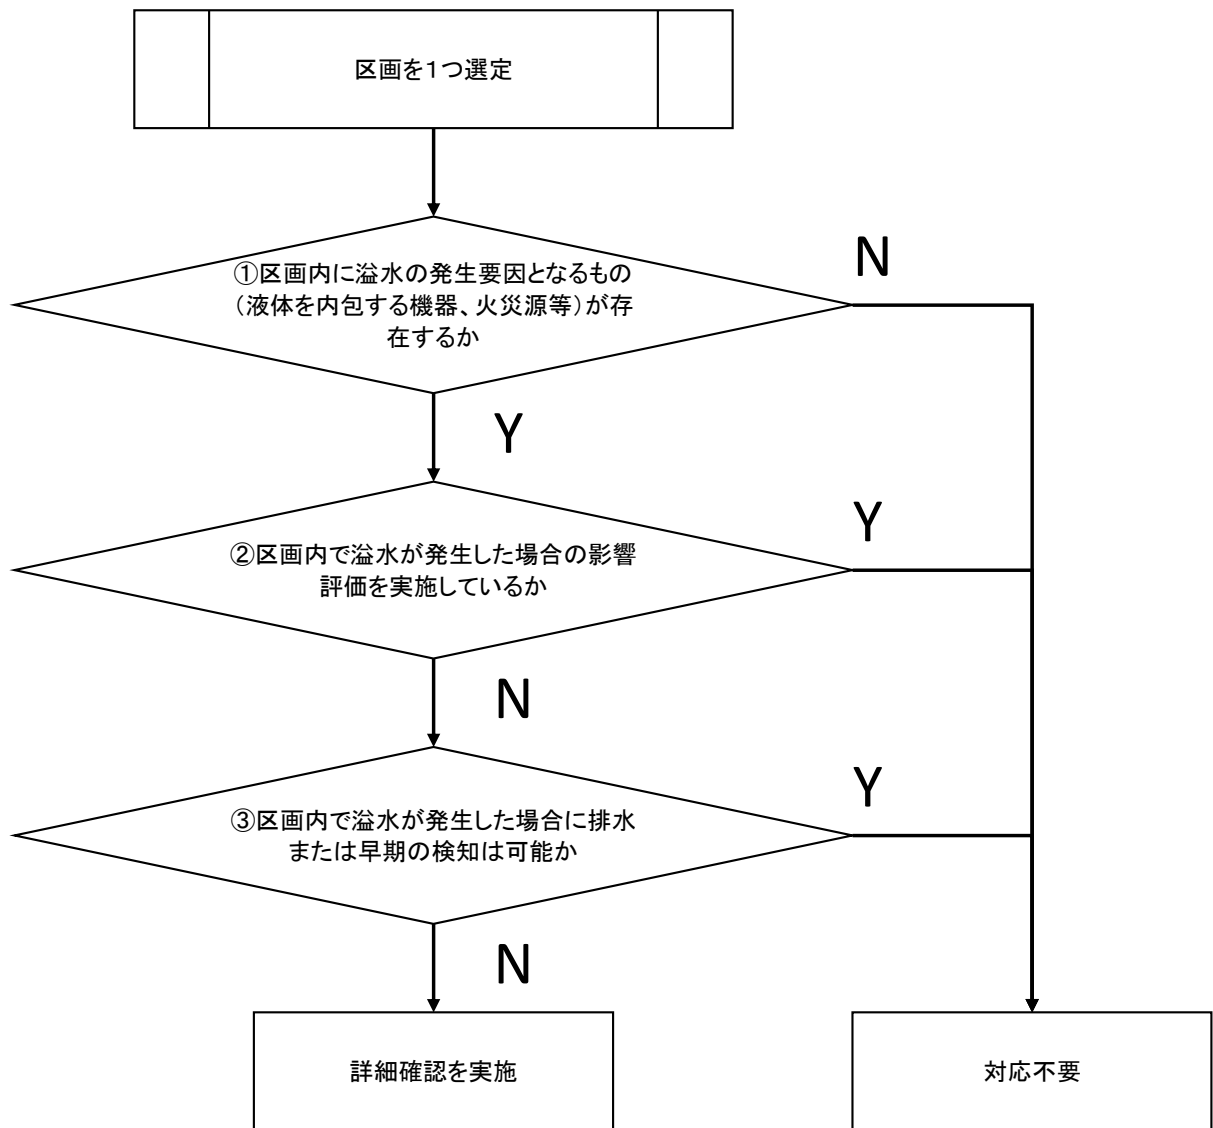 区画を1つ選定
①区画内に溢水の発生要因となるもの
（液体を内包する機器、火災源等）が存
在するか
N
Y
②区画内で溢水が発生した場合の影響
評価を実施しているか
Y
N
③区画内で溢水が発生した場合に排水
または早期の検知は可能か
Y
N
詳細確認を実施
対応不要